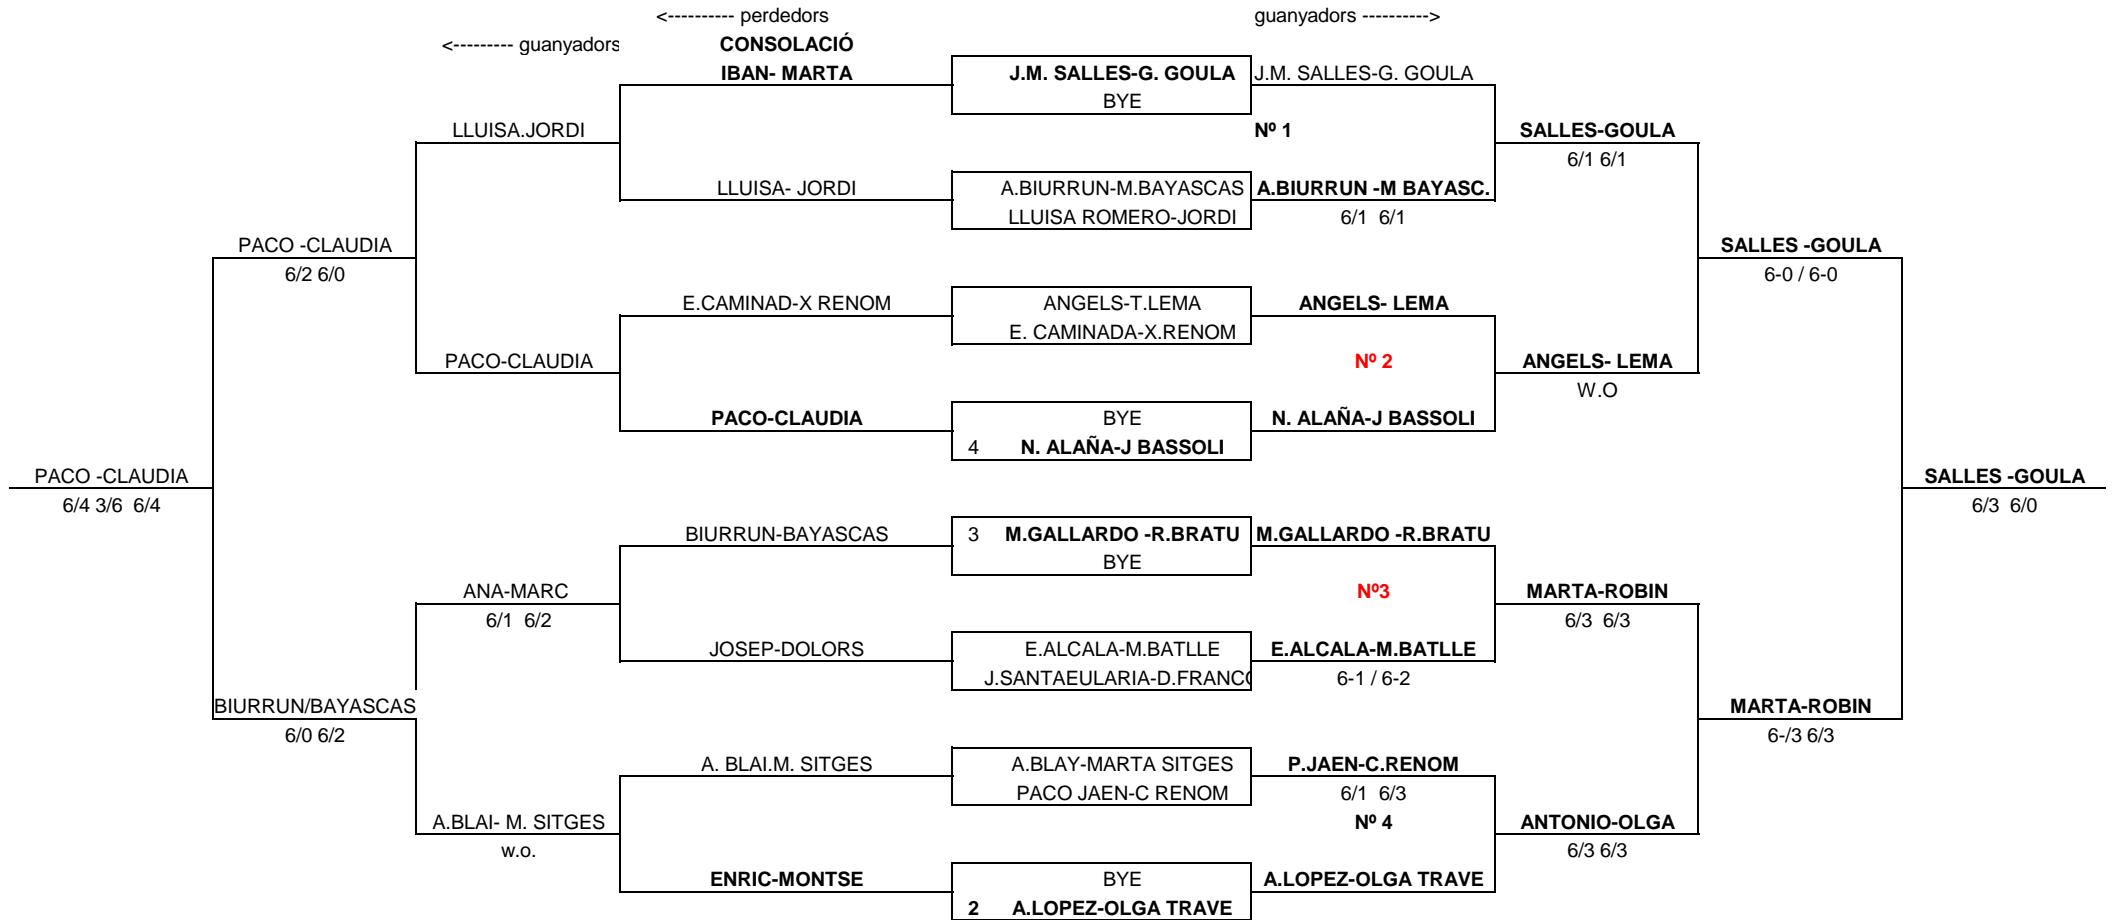 <---------- perdedors guanyadors ---------->
<--------- guanyadors CONSOLACIÓ
IBAN- MARTA J.M. SALLES-G. GOULA J.M. SALLES-G. GOULA
BYE
LLUISA.JORDI Nº 1 SALLES-GOULA
6/1 6/1
LLUISA- JORDI A.BIURRUN-M.BAYASCAS A.BIURRUN -M BAYASC.
LLUISA ROMERO-JORDI 6/1 6/1
PACO -CLAUDIA SALLES -GOULA
6/2 6/0 6-0 / 6-0
E.CAMINAD-X RENOM ANGELS-T.LEMA ANGELS- LEMA
E. CAMINADA-X.RENOM
PACO-CLAUDIA Nº 2 ANGELS- LEMA
W.O
PACO-CLAUDIA BYE N. ALAÑA-J BASSOLI
4 N. ALAÑA-J BASSOLI
PACO -CLAUDIA SALLES -GOULA
6/4 3/6 6/4 6/3 6/0
BIURRUN-BAYASCAS 3 M.GALLARDO -R.BRATU M.GALLARDO -R.BRATU
BYE
ANA-MARC Nº3 MARTA-ROBIN
6/1 6/2 6/3 6/3
JOSEP-DOLORS E.ALCALA-M.BATLLE E.ALCALA-M.BATLLE
J.SANTAEULARIA-D.FRANCO 6-1 / 6-2
BIURRUN/BAYASCAS MARTA-ROBIN
6/0 6/2 6-/3 6/3
A. BLAI.M. SITGES A.BLAY-MARTA SITGES P.JAEN-C.RENOM
PACO JAEN-C RENOM 6/1 6/3
A.BLAI- M. SITGES Nº 4 ANTONIO-OLGA
w.o. 6/3 6/3
ENRIC-MONTSE BYE A.LOPEZ-OLGA TRAVE
2 A.LOPEZ-OLGA TRAVE